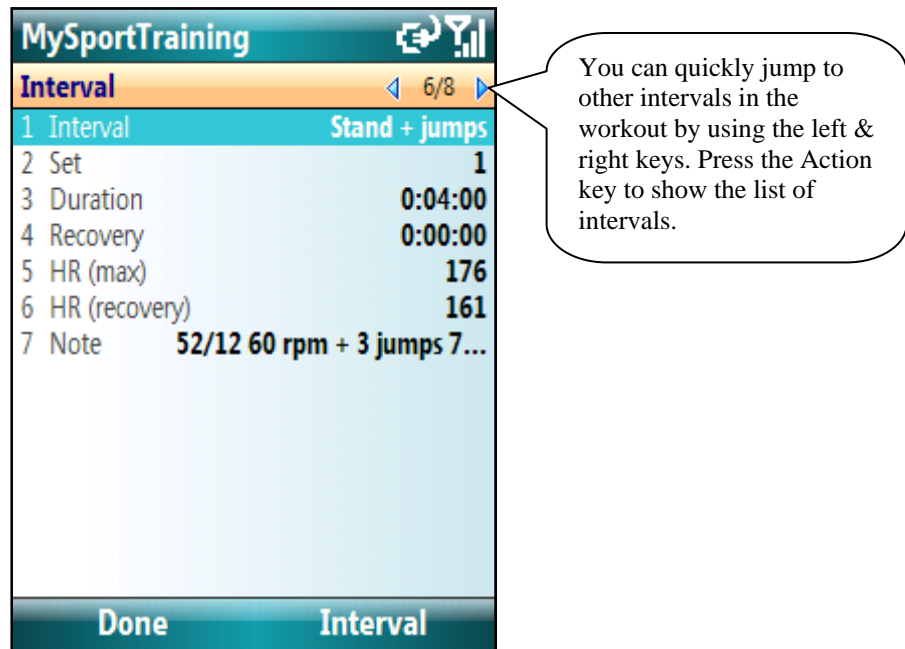 MySportTraining
Interval 6/8
1 Interval Stand + jumps
2 Set 1
3 Duration 0:04:00
4 Recovery 0:00:00
5 HR (max) 176
6 HR (recovery) 161
7 Note 52/12 60 rpm + 3 jumps 7...
Done Interval
You can quickly jump to
other intervals in the
workout by using the left &
right keys. Press the Action
key to show the list of
intervals.